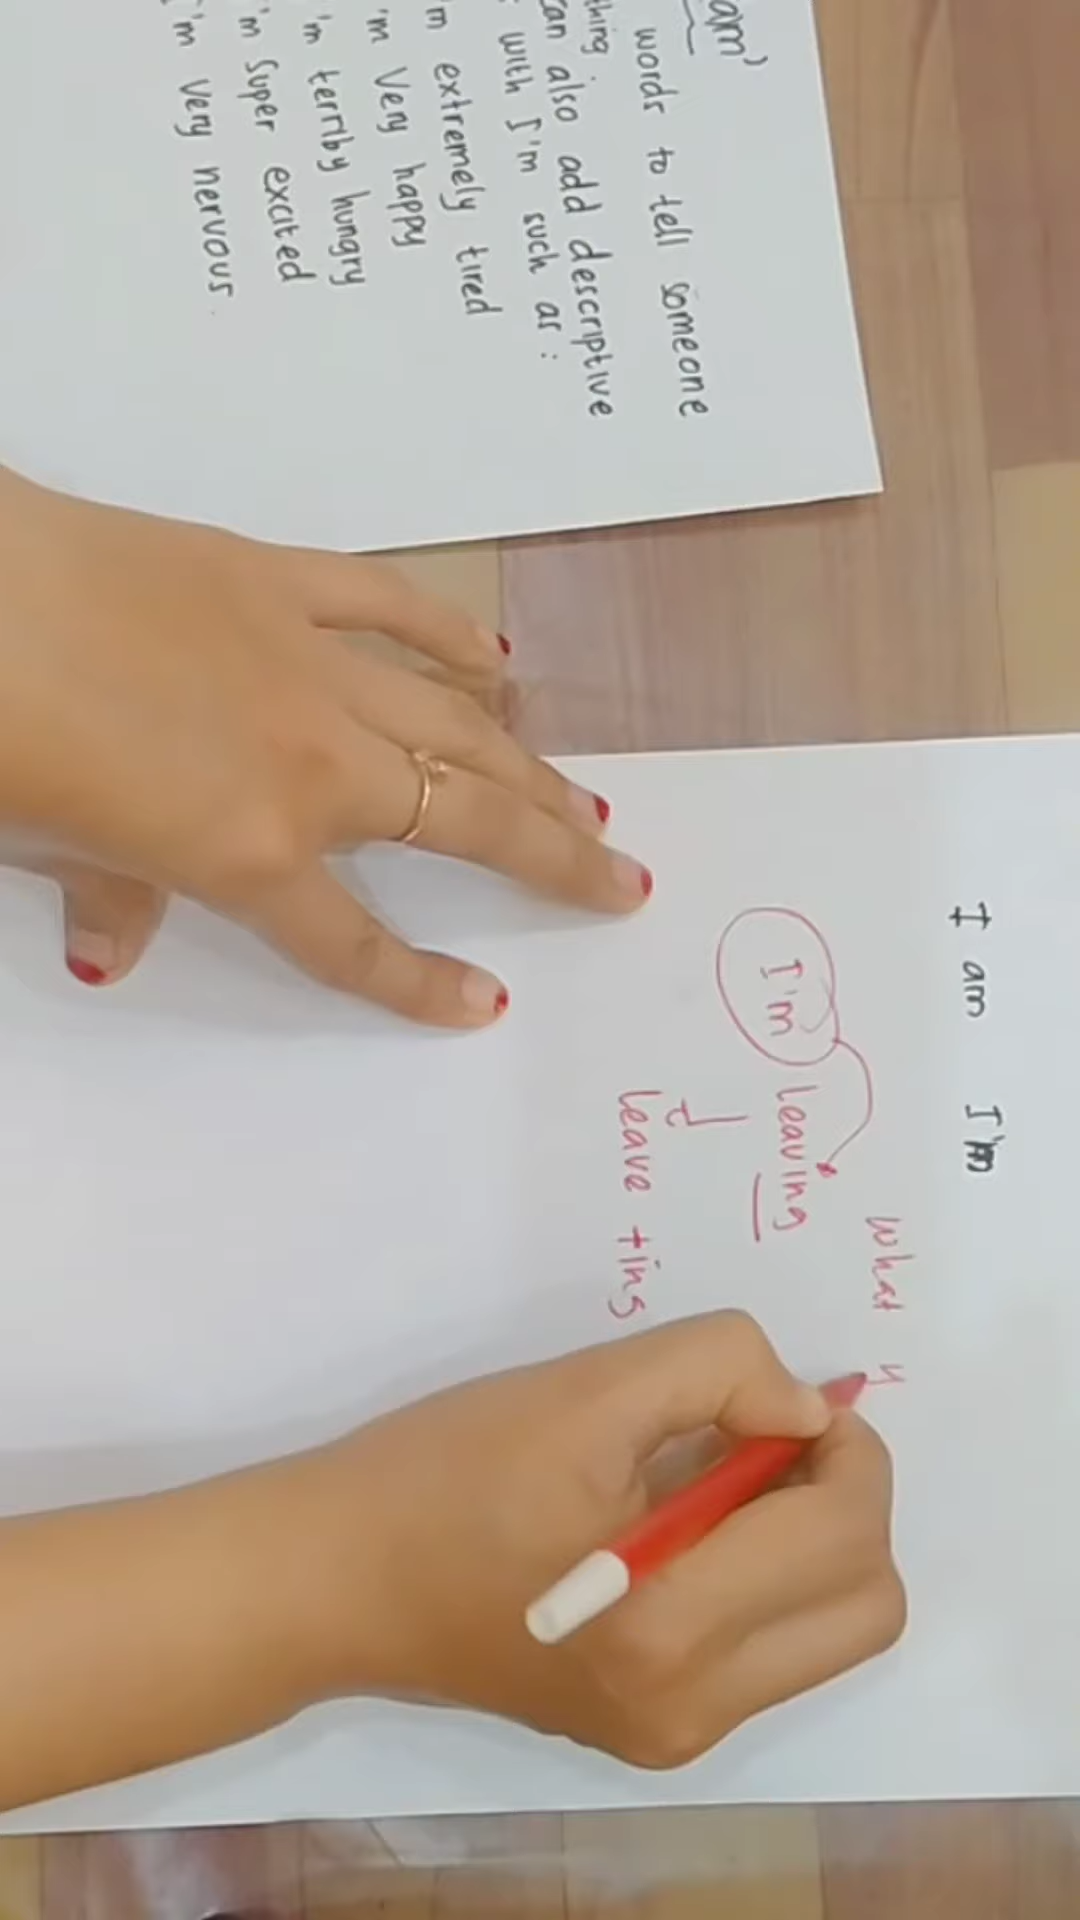 am'
words to tell someone
thing.
can also add descriptive
with I'm such as :
'm extremely tired
'm very happy
'm terriby hungry
'm super excited
I'm very nervous.
I am I'm
what y
I'm leaving
leave + ing